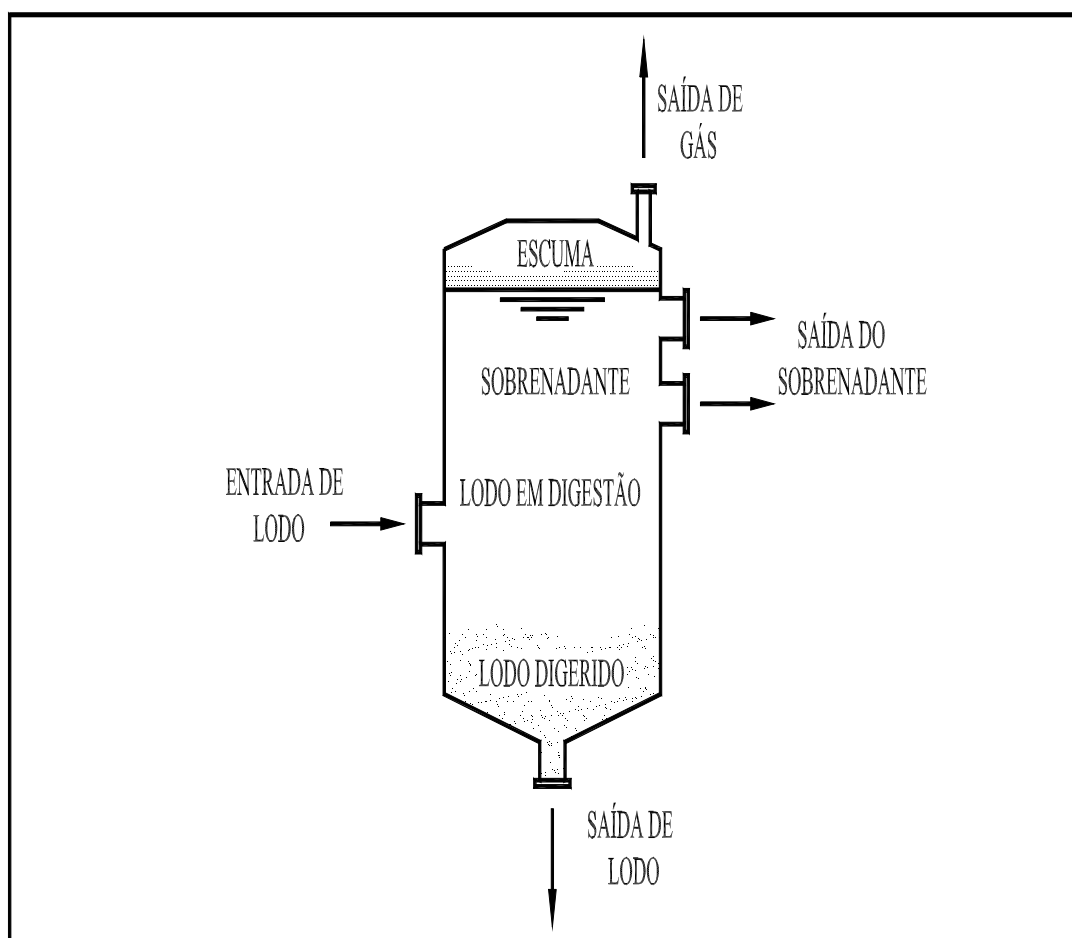 SAÍDA DE
GÁS
ESCUMA
SAÍDA DO
SOBRENADANTE
SOBRENADANTE
ENTRADA DE
LODO
LODO EM DIGESTÃO
LODO DIGERIDO
SAÍDA DE
LODO